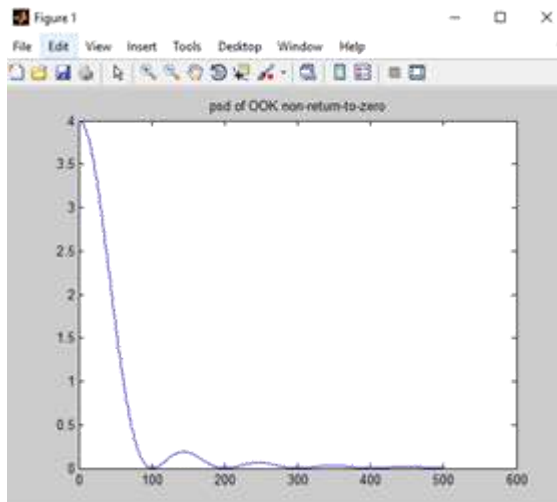 Figure 1
File Edit View Insert Tools Desktop Window Help
psd of OOK non-return-to-zero
4
3.5
3
2.5
2
1.5
1
0.5
0
0 100 200 300 400 500 600